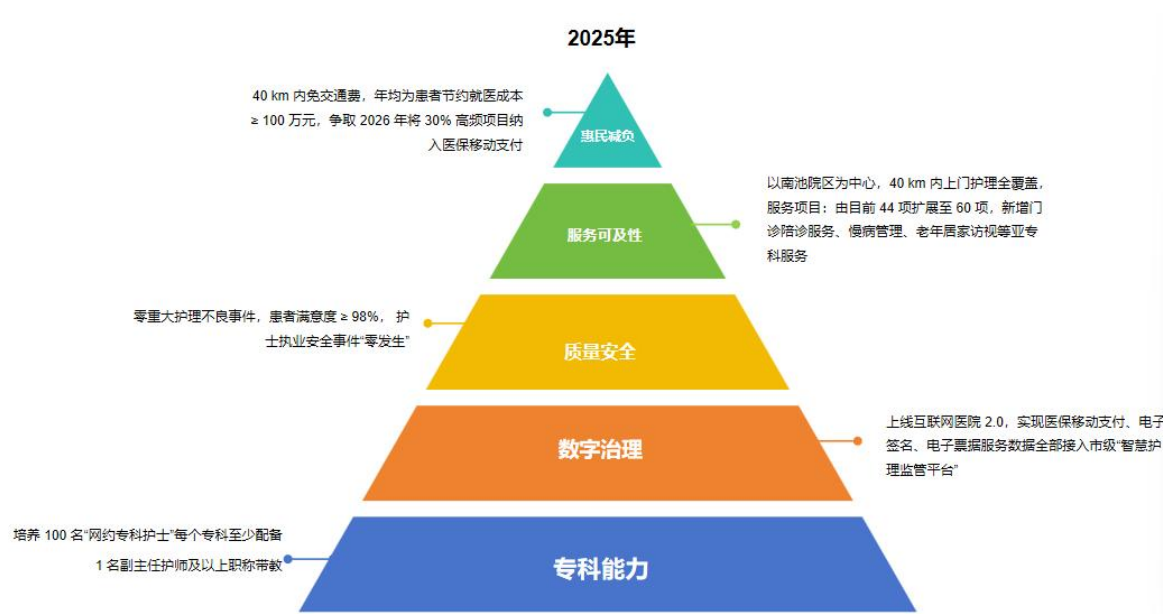 2025年
40 km 内免交通费，年均为患者节约就医成本
≥ 100 万元，争取 2026 年将 30% 高频项目纳
入医保移动支付
惠民减负
以南池院区为中心，40 km 内上门护理全覆盖，
服务项目：由目前 44 项扩展至 60 项，新增门
诊陪诊服务、慢病管理、老年居家访视等亚专
科服务
服务可及性
零重大护理不良事件，患者满意度 ≥ 98%， 护
士执业安全事件“零发生”
质量安全
上线互联网医院 2.0，实现医保移动支付、电子
签名、电子票据服务数据全部接入市级“智慧护
理监管平台”
数字治理
培养 100 名“网约专科护士”每个专科至少配备
1 名副主任护师及以上职称带教
专科能力